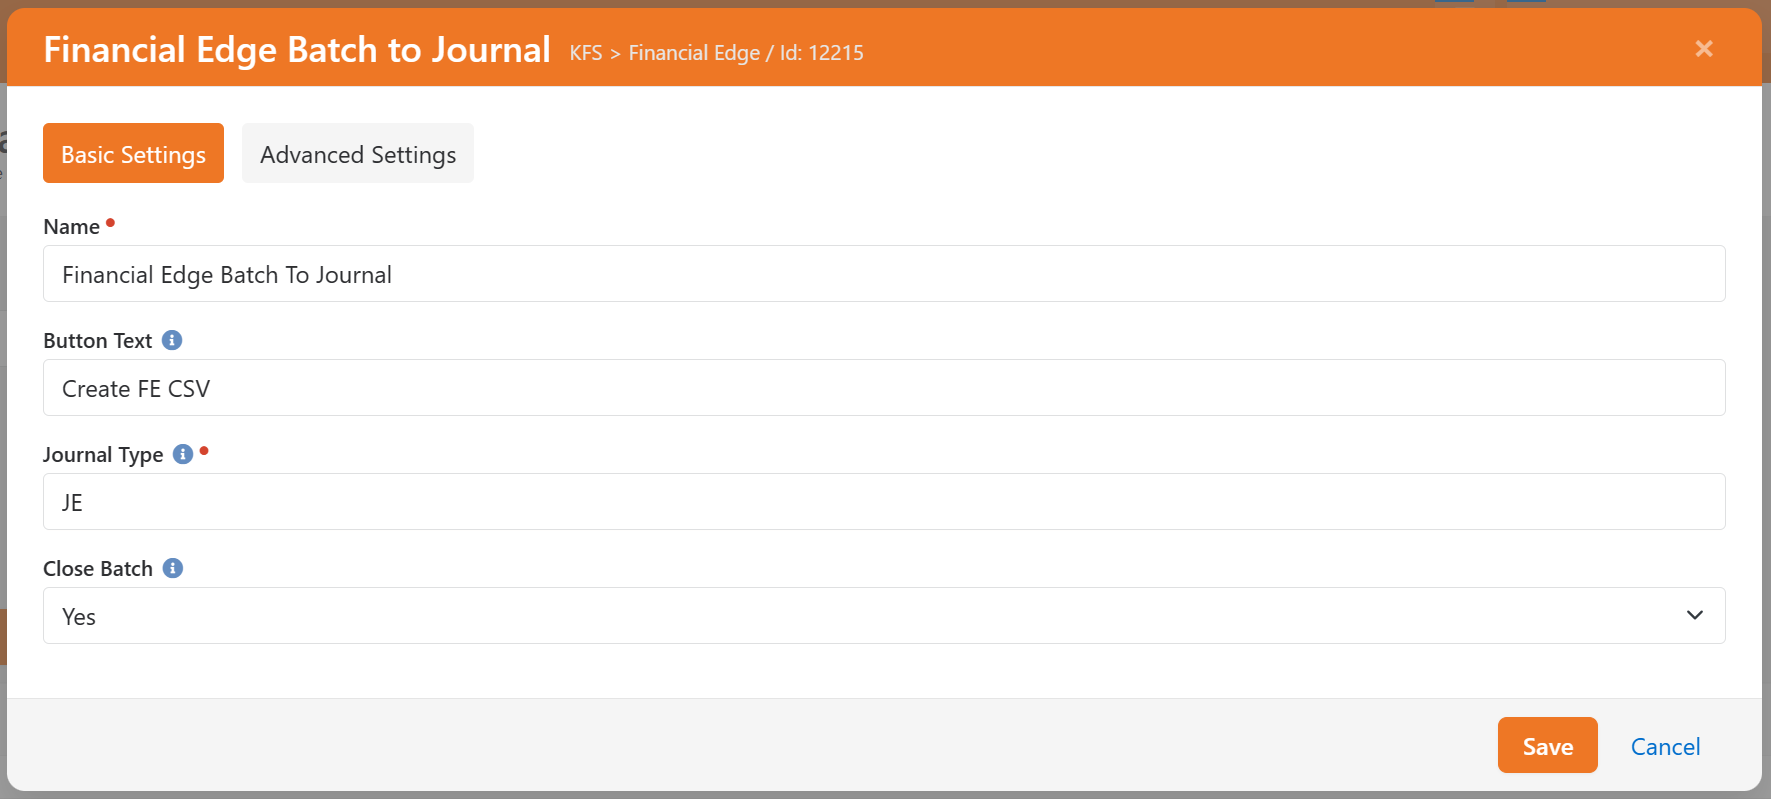 Financial Edge Batch to Journal KFS > Financial Edge / Id: 12215
Basic Settings Advanced Settings
Name
Financial Edge Batch To Journal
Button Text
Create FE CSV
Journal Type
JE
Close Batch
Yes
Save Cancel